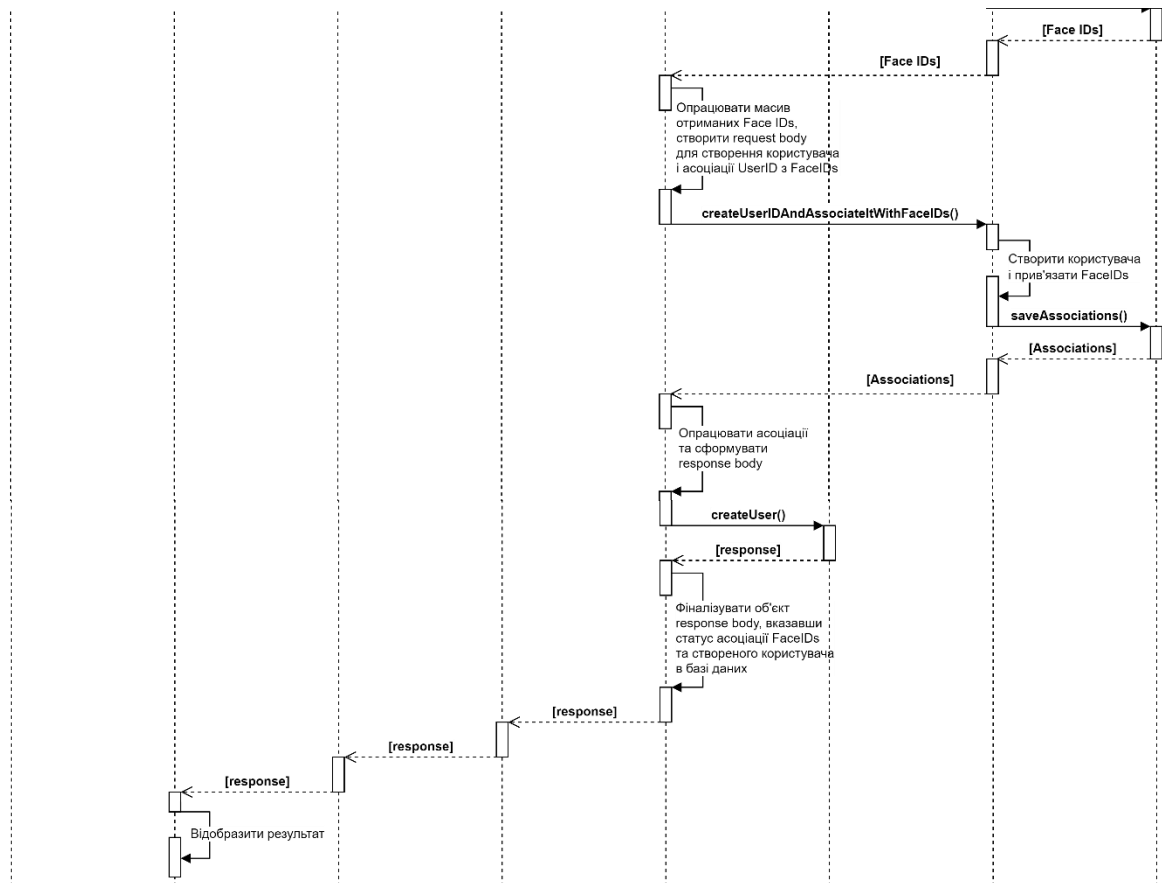 [Face IDs]
[Face IDs]
Опрацювати масив
отриманих Face IDs,
створити request body
для створення користувача
і асоціації UserID з FaceIDs
createUserIDAndAssociateItWithFaceIDs()
Створити користувача
і прив'язати FaceIDs
saveAssociations()
[Associations]
[Associations]
Опрацювати асоціації
та сформувати
response body
createUser()
[response]
Фіналізувати об'єкт
response body, вказавши
статус асоціації FaceIDs
та створеного користувача
в базі даних
[response]
[response]
[response]
Відобразити результат